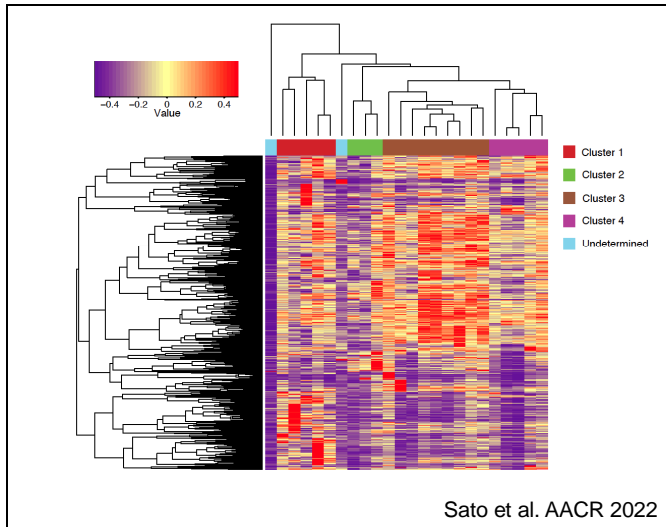 −0.4 −0.2 0 0.2 0.4
Value
Cluster 1
Cluster 2
Cluster 3
Cluster 4
Undetermined
Sato et al. AACR 2022